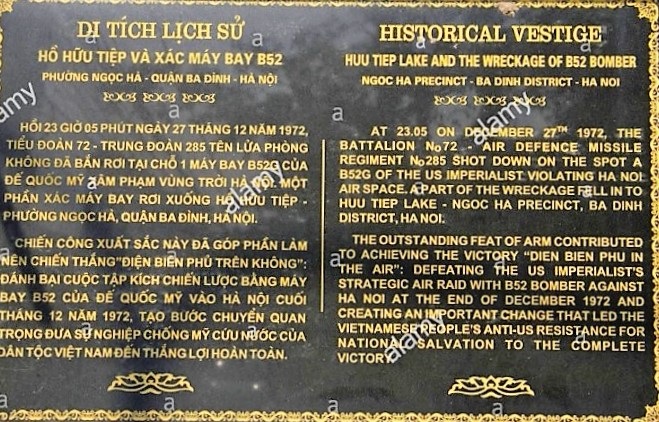 DI TÍCH LỊCH SỬ
HỒ HỮU TIỆP VÀ XÁC MÁY BAY B52
PHƯỜNG NGỌC HÀ - QUẬN BA ĐÌNH - HÀ NỘI
HỒI 23 GIỜ 05 PHÚT NGÀY 27 THÁNG 12 NĂM 1972,
TIỂU ĐOÀN 72 - TRUNG ĐOÀN 285 TÊN LỬA PHÒNG
KHÔNG ĐÃ BẮN RƠI TẠI CHỖ 1 MÁY BAY B52G CỦA
ĐẾ QUỐC MỸ XÂM PHẠM VÙNG TRỜI HÀ NỘI. MỘT
PHẦN XÁC MÁY BAY RƠI XUỐNG HỒ HỮU TIỆP -
PHƯỜNG NGỌC HÀ, QUẬN BA ĐÌNH, HÀ NỘI.
CHIẾN CÔNG XUẤT SẮC NÀY ĐÃ GÓP PHẦN LÀM
NÊN CHIẾN THẮNG "ĐIỆN BIÊN PHỦ TRÊN KHÔNG":
ĐÁNH BẠI CUỘC TẬP KÍCH CHIẾN LƯỢC BẰNG MÁY
BAY B52 CỦA ĐẾ QUỐC MỸ VÀO HÀ NỘI CUỐI
THÁNG 12 NĂM 1972, TẠO BƯỚC CHUYỂN QUAN
TRỌNG ĐƯA SỰ NGHIỆP CHỐNG MỸ CỨU NƯỚC CỦA
DÂN TỘC VIỆT NAM ĐẾN THẮNG LỢI HOÀN TOÀN.
HISTORICAL VESTIGE
HUU TIEP LAKE AND THE WRECKAGE OF B52 BOMBER
NGOC HA PRECINCT - BA DINH DISTRICT - HA NOI
AT 23.05 ON DECEMBER 27TH 1972, THE
BATTALION No72 - AIR DEFENCE MISSILE
REGIMENT No285 SHOT DOWN ON THE SPOT A
B52G OF THE US IMPERIALIST VIOLATING HA NOI
AIR SPACE. A PART OF THE WRECKAGE FELL IN TO
HUU TIEP LAKE - NGOC HA PRECINCT, BA DINH
DISTRICT, HA NOI.
THE OUTSTANDING FEAT OF ARM CONTRIBUTED
TO ACHIEVING THE VICTORY "DIEN BIEN PHU IN
THE AIR": DEFEATING THE US IMPERIALIST'S
STRATEGIC AIR RAID WITH B52 BOMBER AGAINST
HA NOI AT THE END OF DECEMBER 1972 AND
CREATING AN IMPORTANT CHANGE THAT LED THE
VIETNAMESE PEOPLE'S ANTI-US RESISTANCE FOR
NATIONAL SALVATION TO THE COMPLETE
VICTORY.
alamy
alamy
alamy
alamy